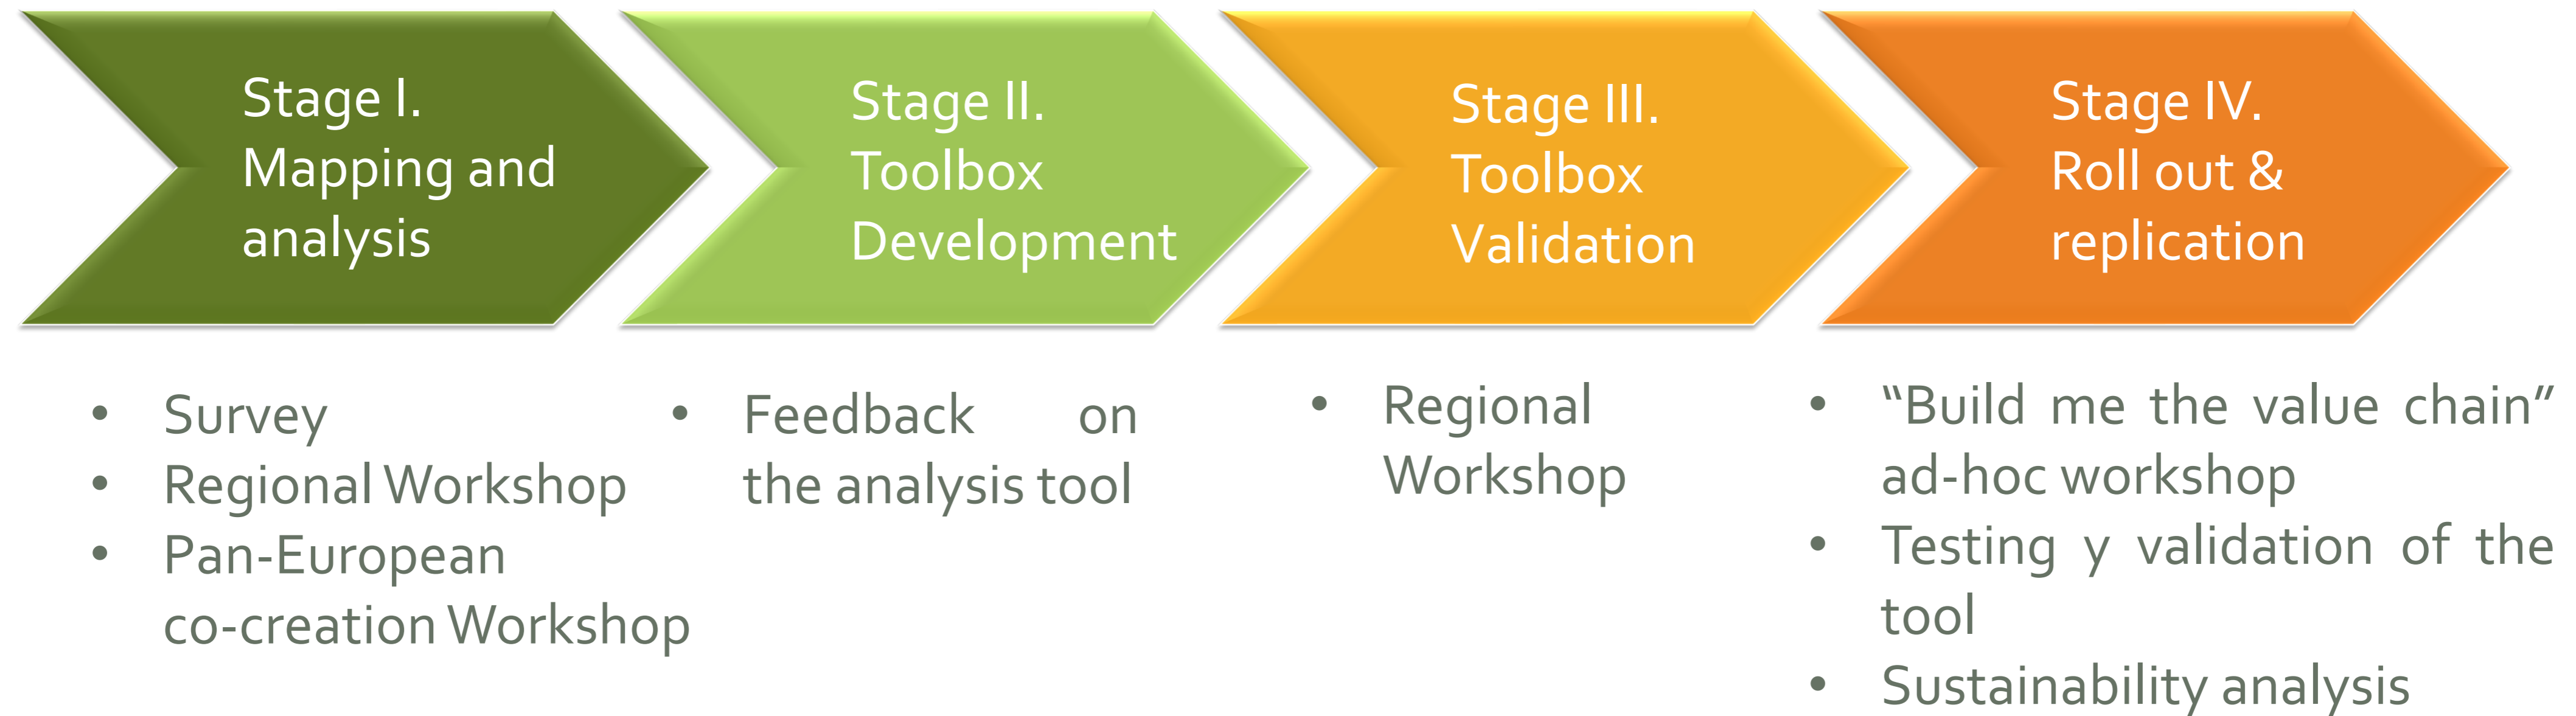 Stage I.
Mapping and
analysis
Stage II.
Toolbox
Development
Stage III.
Toolbox
Validation
Stage IV.
Roll out &
replication
• Survey
• Regional Workshop
• Pan-European
co-creation Workshop
• Feedback on
the analysis tool
• Regional
Workshop
• “Build me the value chain”
ad-hoc workshop
• Testing y validation of the
tool
• Sustainability analysis